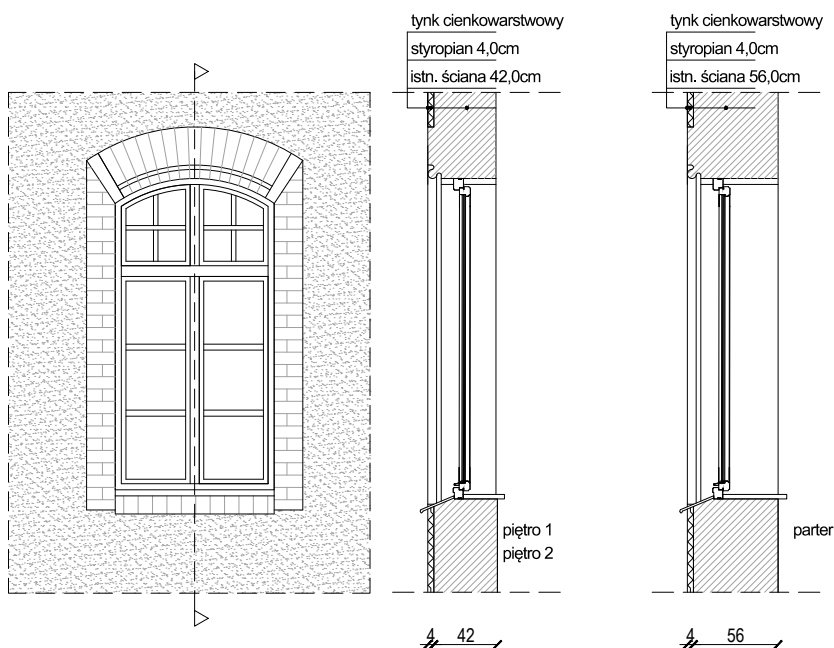 tynk cienkowarstwowy
styropian 4,0cm
istn. ściana 42,0cm
piętro 1
piętro 2
4 42
tynk cienkowarstwowy
styropian 4,0cm
istn. ściana 56,0cm
parter
4 56